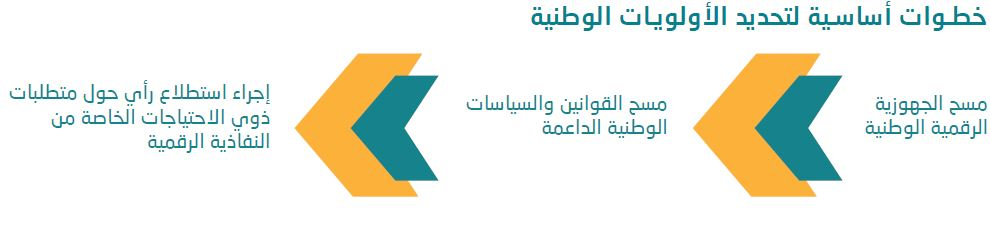 خطوات أساسية لتحديد الأولويات الوطنية
مسح الجهوزية
الرقمية الوطنية
مسح القوانين والسياسات
الوطنية الداعمة
إجراء استطلاع رأي حول متطلبات
ذوي الاحتياجات الخاصة من
النفاذية الرقمية